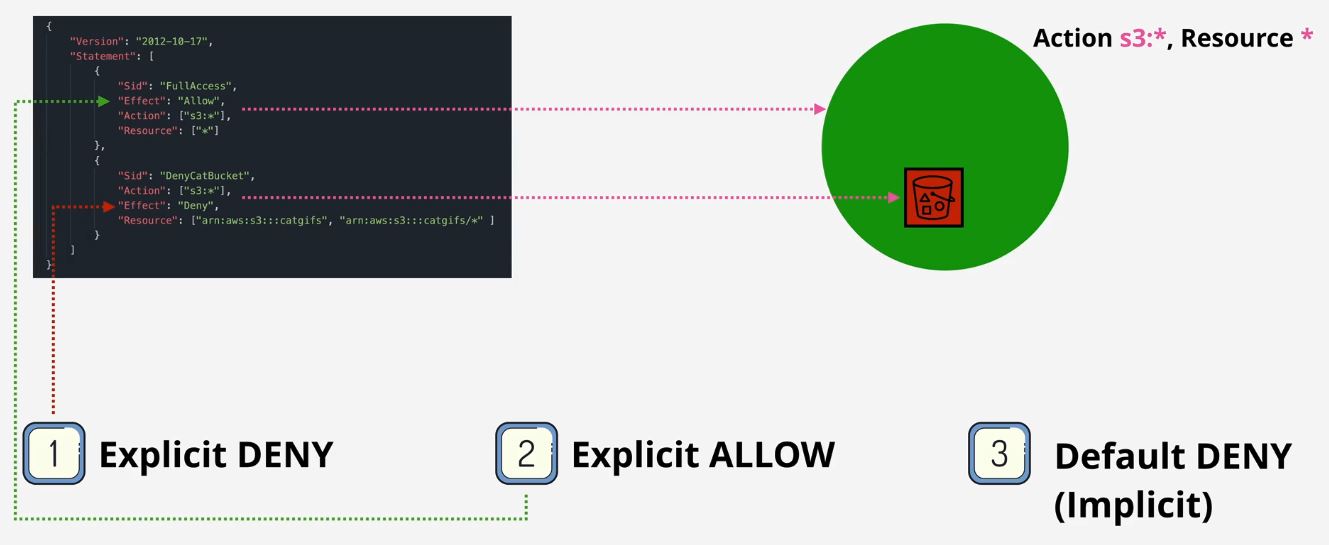 {
"Version": "2012-10-17",
"Statement": [
{
"Sid": "FullAccess",
"Effect": "Allow",
"Action": ["s3:*"],
"Resource": ["*"]
},
{
"Sid": "DenyCatBucket",
"Action": ["s3:*"],
"Effect": "Deny",
"Resource": ["arn:aws:s3:::catgifs", "arn:aws:s3:::catgifs/*" ]
}
]
}
Action s3:*, Resource *
1 Explicit DENY
2 Explicit ALLOW
3 Default DENY
(Implicit)